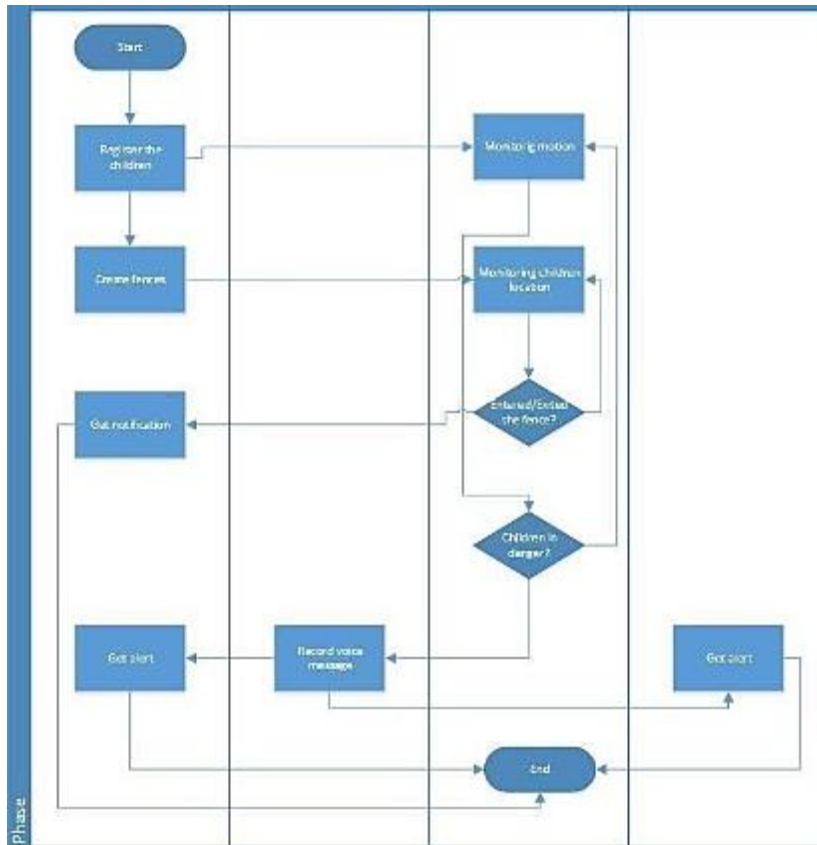 Start
Register the
children
Monitorig motion
Create fences
Monitoring children
location
Get notification
Entered/Exited
the fence?
Children in
danger?
Get alert
Record voice
message
Get alert
End
Phase